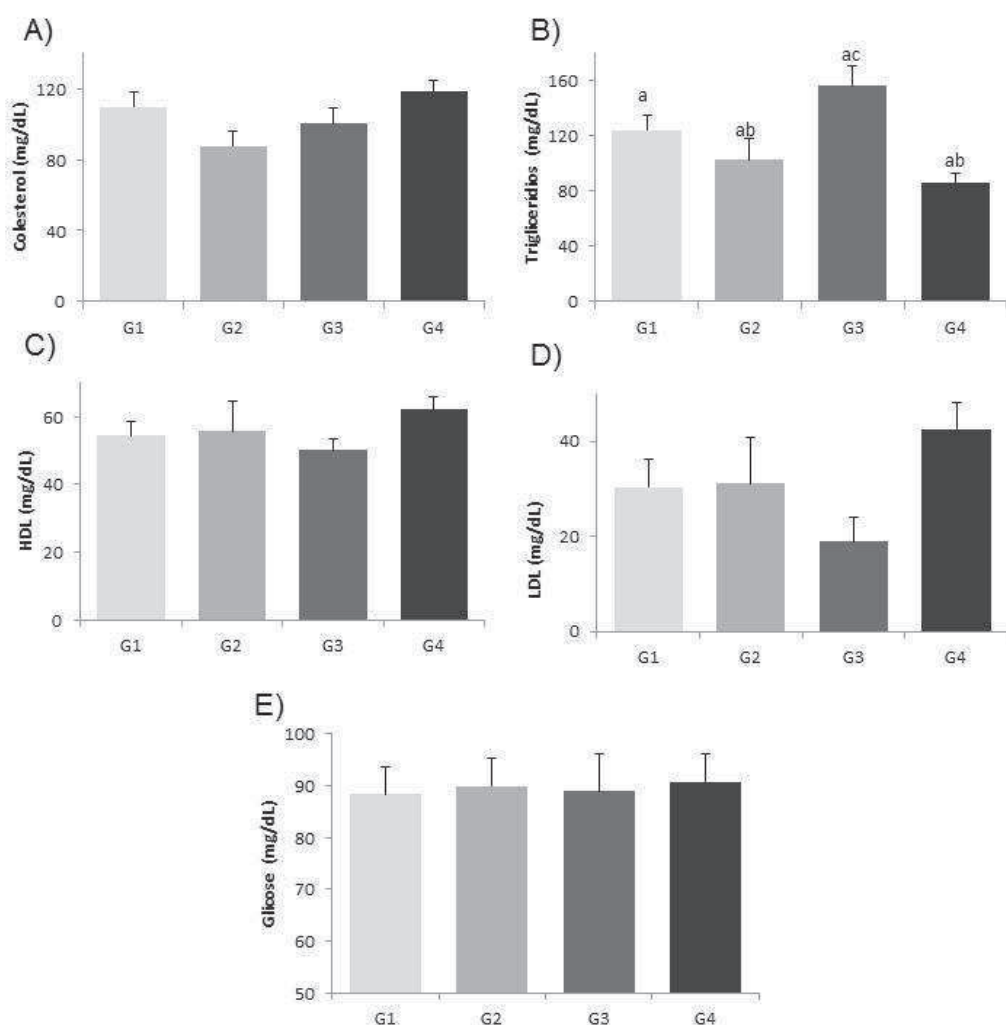 A)
Colesterol (mg/dL)
120
80
40
0
G1 G2 G3 G4
B)
Triglicerídios (mg/dL)
160
120
80
40
0
a ab ac ab
G1 G2 G3 G4
C)
HDL (mg/dL)
60
40
20
0
G1 G2 G3 G4
D)
LDL (mg/dL)
40
20
0
G1 G2 G3 G4
E)
Glicose (mg/dL)
100
90
80
70
60
50
G1 G2 G3 G4